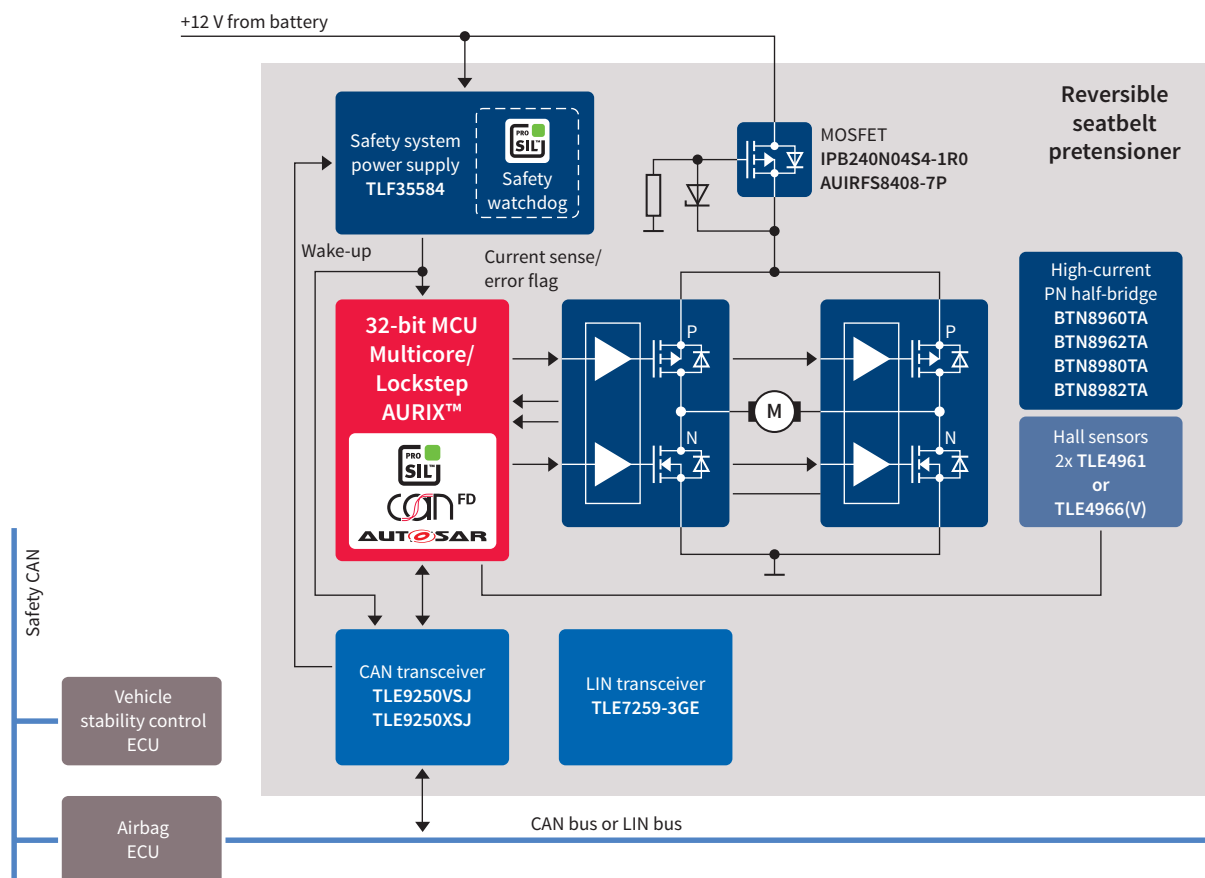 +12 V from battery
Reversible
seatbelt
pretensioner
Safety system
power supply
TLF35584
PRO
SIL™
Safety
watchdog
MOSFET
IPB240N04S4-1R0
AUIRFS8408-7P
Wake-up
Current sense/
error flag
32-bit MCU
Multicore/
Lockstep
AURIX™
PRO
SIL™
CAN FD
AUTOSAR
P
N
M
P
N
High-current
PN half-bridge
BTN8960TA
BTN8962TA
BTN8980TA
BTN8982TA
Hall sensors
2x TLE4961
or
TLE4966(V)
Safety CAN
CAN transceiver
TLE9250VSJ
TLE9250XSJ
LIN transceiver
TLE7259-3GE
Vehicle
stability control
ECU
Airbag
ECU
CAN bus or LIN bus